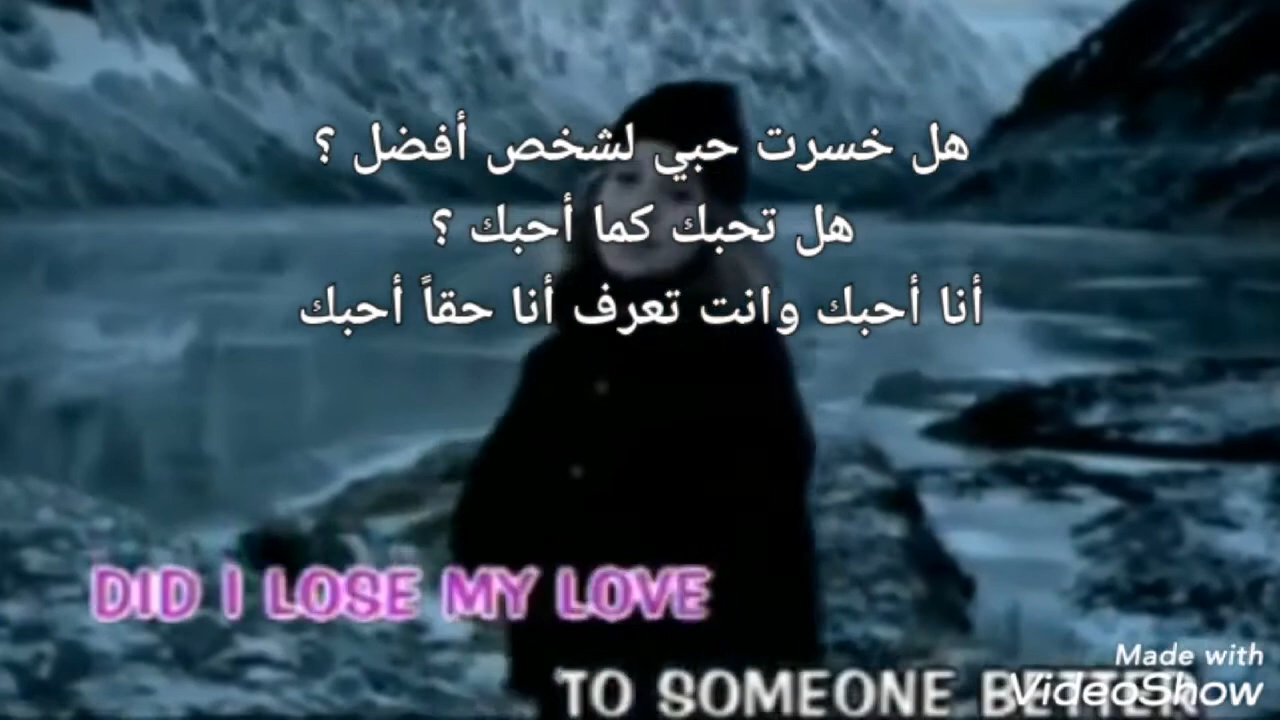 هل خسرت حبي لشخص أفضل ؟
هل تحبك كما أحبك ؟
أنا أحبك وانت تعرف أنا حقاً أحبك
DID I LOSE MY LOVE
TO SOMEONE BETTER
Made with
VideoShow